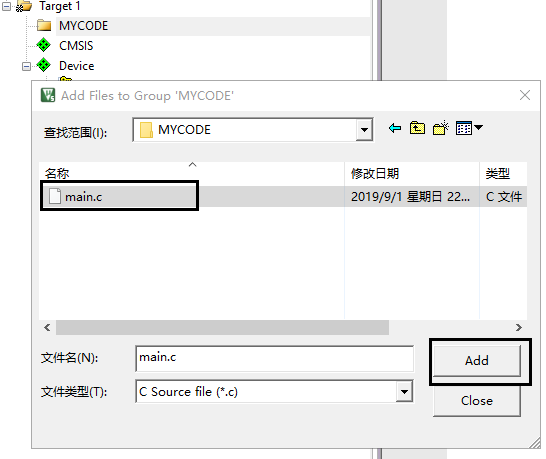 Target 1
MYCODE
CMSIS
Device
Add Files to Group 'MYCODE'
查找范围(I):
MYCODE
名称
修改日期
类型
main.c
2019/9/1 星期日 22...
C 文件
文件名(N):
main.c
Add
文件类型(T):
C Source file (*.c)
Close